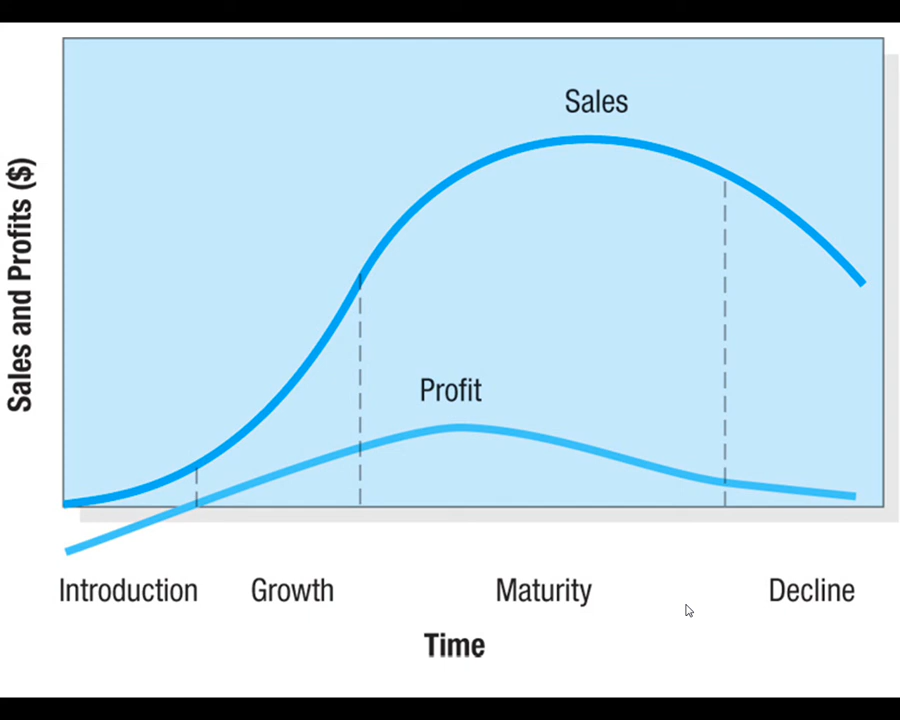 Sales
Sales and Profits ($)
Profit
Introduction Growth Maturity Decline
Time